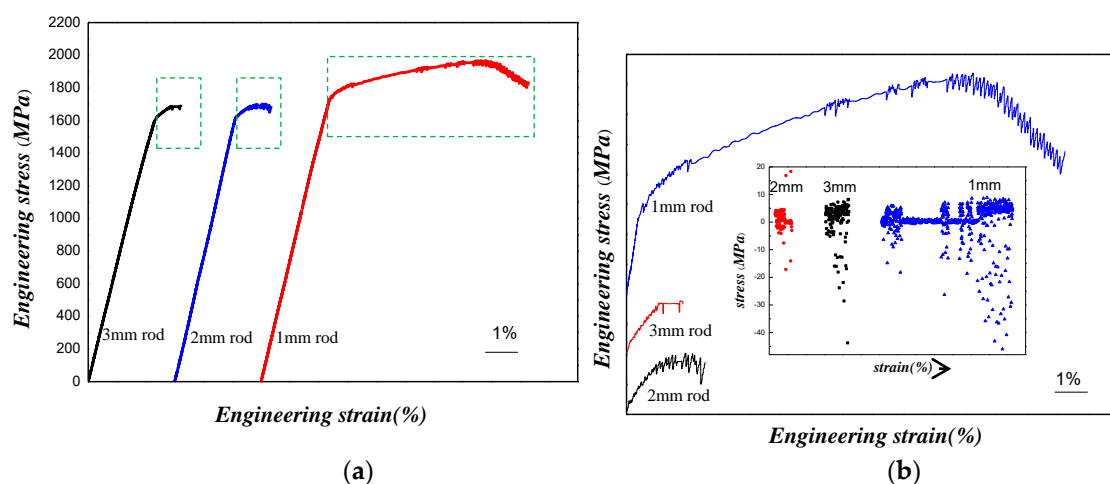 2200
2000
1800
1600
1400
1200
1000
800
600
400
200
0
Engineering stress (MPa)
3mm rod
2mm rod
1mm rod
1%
Engineering strain(%)
(a)
Engineering stress (MPa)
1mm rod
3mm rod
2mm rod
20
10
0
-10
-20
-30
-40
stress (MPa)
2mm
3mm
1mm
strain(%)
1%
Engineering strain(%)
(b)